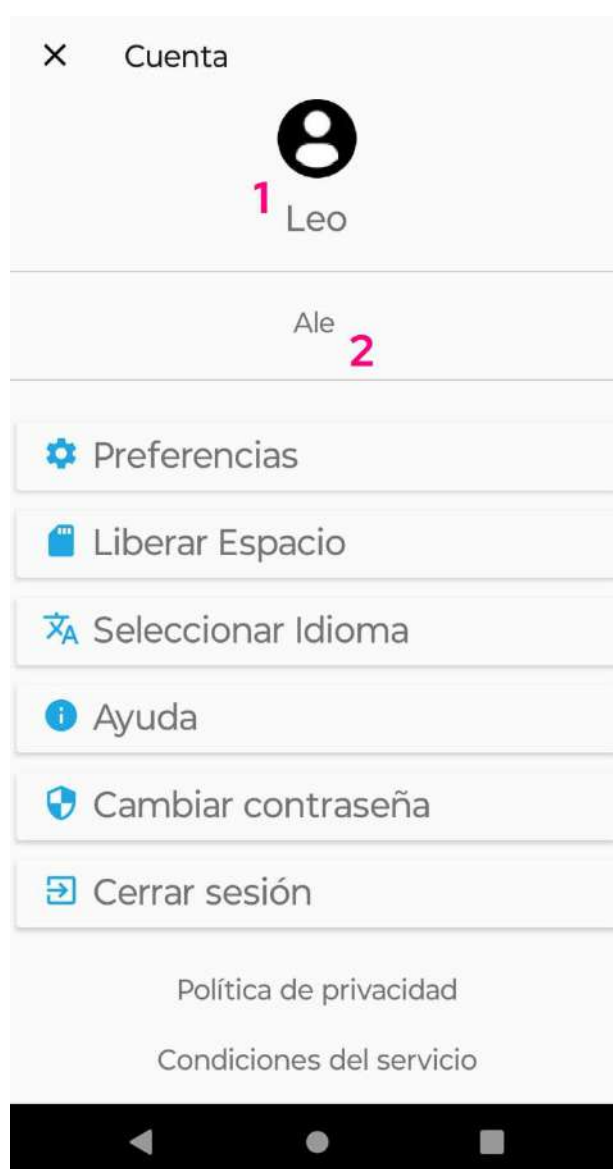 Cuenta
1
Leo
Ale
2
Preferencias
Liberar Espacio
Seleccionar Idioma
Ayuda
Cambiar contraseña
Cerrar sesión
Política de privacidad
Condiciones del servicio